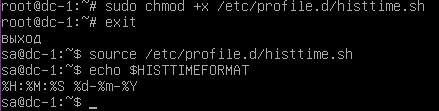 root@dc-1:~# sudo chmod +x /etc/profile.d/histtime.sh
root@dc-1:~# exit
выход
sa@dc-1:~$ source /etc/profile.d/histtime.sh
sa@dc-1:~$ echo $HISTTIMEFORMAT
%H:%M:%S %d-%m-%Y
sa@dc-1:~$ _